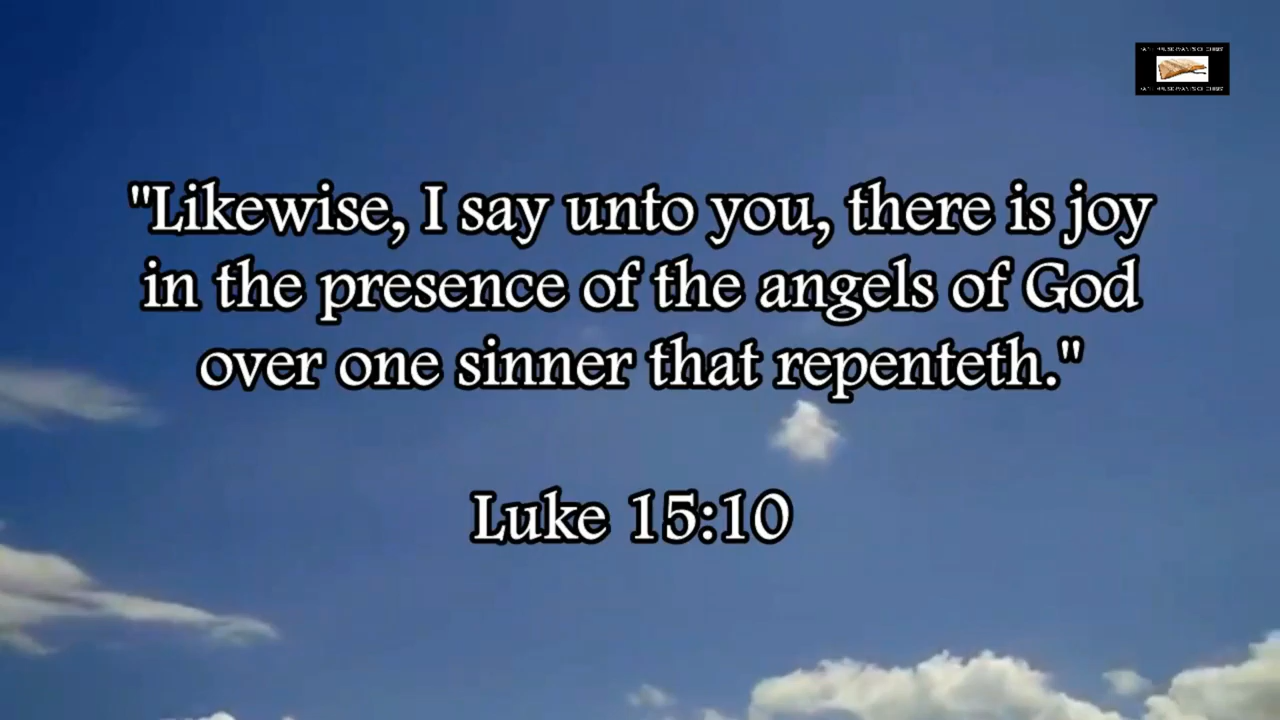 "Likewise, I say unto you, there is joy
in the presence of the angels of God
over one sinner that repenteth."
Luke 15:10